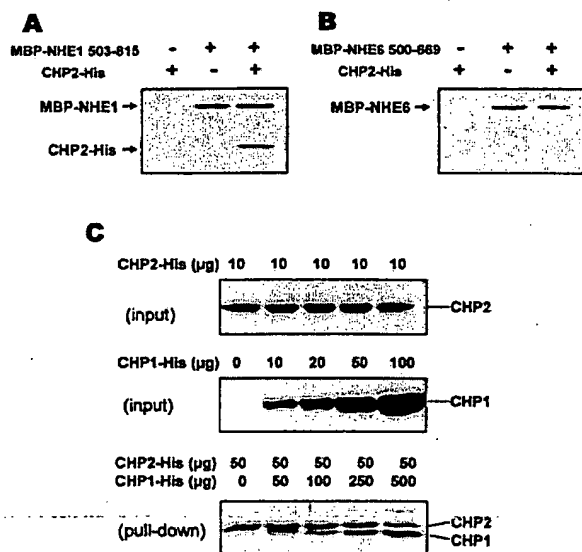 A
MBP-NHE1 503-815 - + +
CHP2-His + - +
MBP-NHE1
CHP2-His
B
MBP-NHE6 500-669 - + +
CHP2-His + - +
MBP-NHE6
C
CHP2-His (µg) 10 10 10 10 10
(input)
CHP2
CHP1-His (µg) 0 10 20 50 100
(input)
CHP1
CHP2-His (µg) 50 50 50 50 50
CHP1-His (µg) 0 50 100 250 500
(pull-down)
CHP2
CHP1